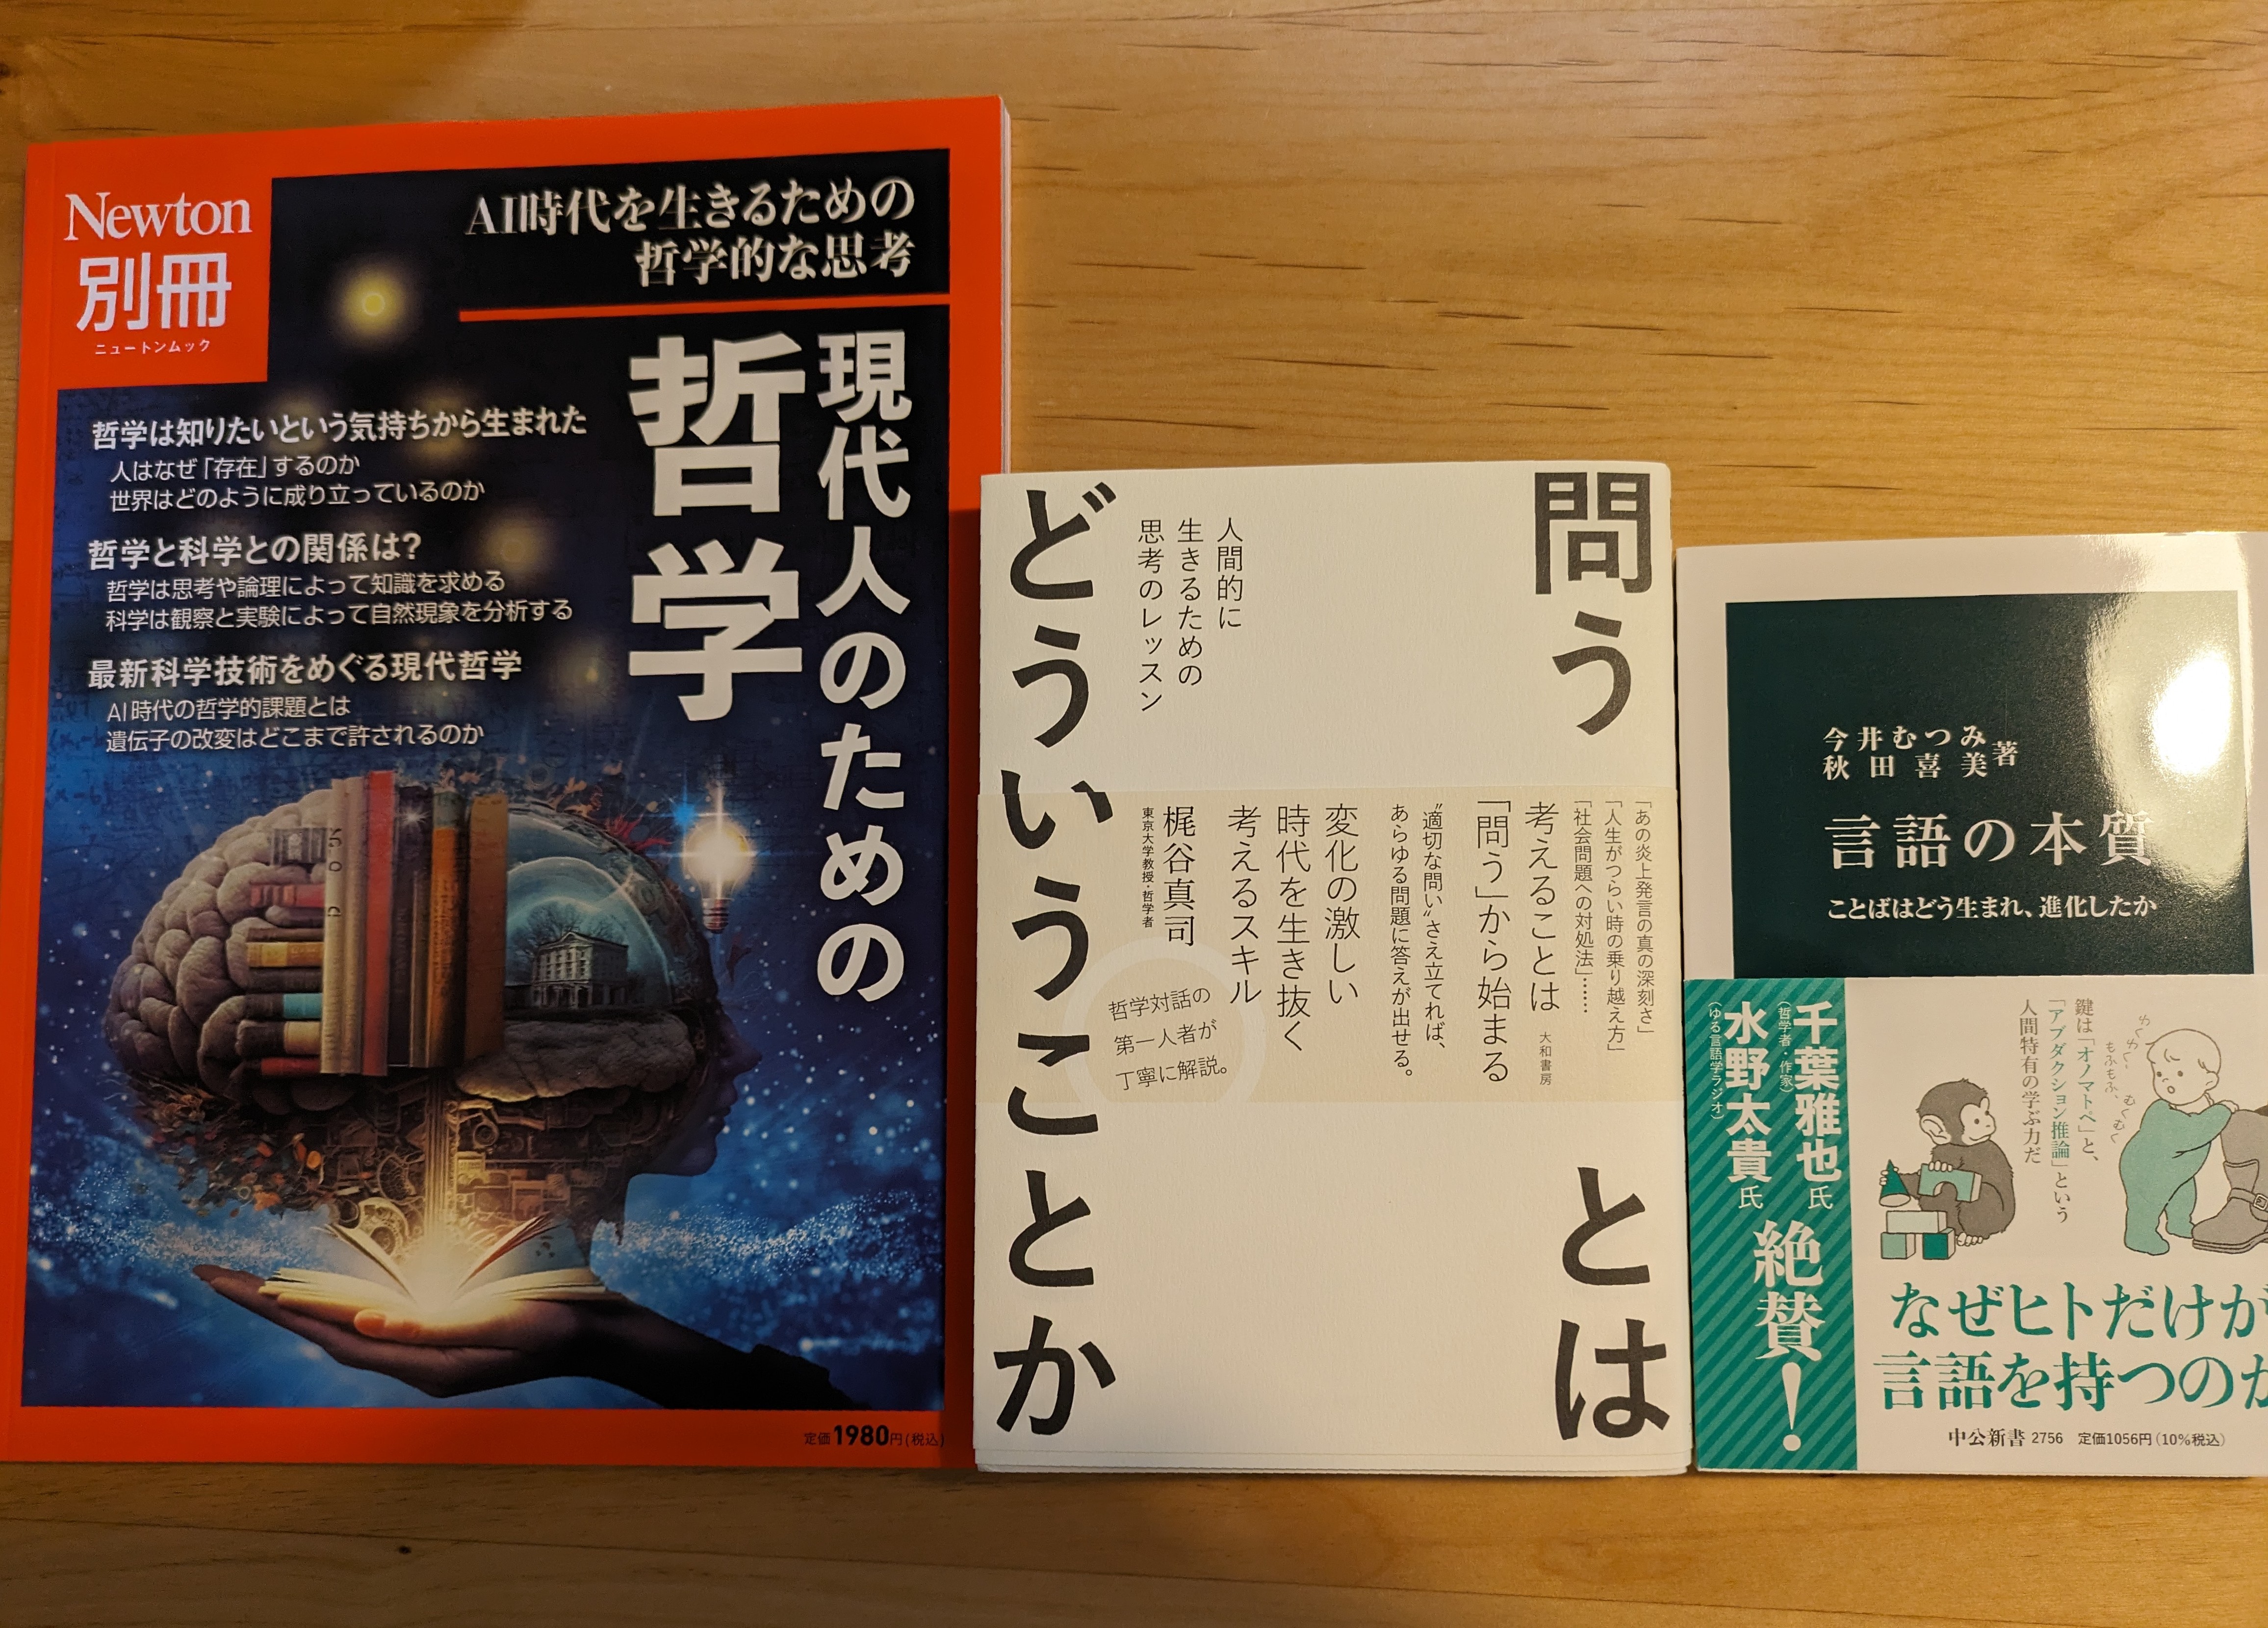 Newton
別冊
ニュートンムック
AI時代を生きるための
哲学的な思考
現代人のための
哲学
哲学は知りたいという気持ちから生まれた
人はなぜ「存在」するのか
世界はどのように成り立っているのか
哲学と科学との関係は?
哲学は思考や論理によって知識を求める
科学は観察と実験によって自然現象を分析する
最新科学技術をめぐる現代哲学
AI時代の哲学的課題とは
遺伝子の改変はどこまで許されるのか
定価1980円(税込)
問うとは
どういうことか
人間的に
生きるための
思考のレッスン
「あの炎上発言の真の深刻さ」
「人生がつらい時の乗り越え方」
「社会問題への対処法」……
考えることは
「問う」から始まる
大和書房
〝適切な問い〟さえ立てれば、
あらゆる問題に答えが出せる。
変化の激しい
時代を生き抜く
考えるスキル
梶谷真司
東京大学教授・哲学者
哲学対話の
第一人者が
丁寧に解説。
今井むつみ
秋田喜美
著
言語の本質
ことばはどう生まれ、進化したか
千葉雅也氏
(哲学者・作家)
水野太貴氏
(ゆる言語学ラジオ)
絶賛!
鍵は「オノマトペ」と、
「アブダクション推論」という
人間特有の学ぶ力だ
なぜヒトだけが
言語を持つのか
中公新書 2756 定価1056円(10%税込)